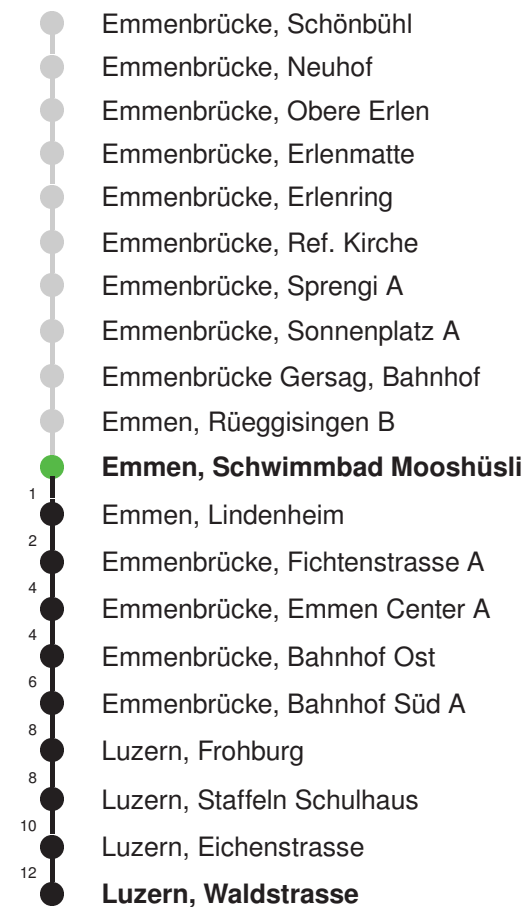 Emmenbrücke, Schönbühl
Emmenbrücke, Neuhof
Emmenbrücke, Obere Erlen
Emmenbrücke, Erlenmatte
Emmenbrücke, Erlenring
Emmenbrücke, Ref. Kirche
Emmenbrücke, Sprengi A
Emmenbrücke, Sonnenplatz A
Emmenbrücke Gersag, Bahnhof
Emmen, Rüeggisingen B
Emmen, Schwimmbad Mooshüsli
1 Emmen, Lindenheim
2 Emmenbrücke, Fichtenstrasse A
4 Emmenbrücke, Emmen Center A
4 Emmenbrücke, Bahnhof Ost
6 Emmenbrücke, Bahnhof Süd A
8 Luzern, Frohburg
8 Luzern, Staffeln Schulhaus
10 Luzern, Eichenstrasse
12 Luzern, Waldstrasse